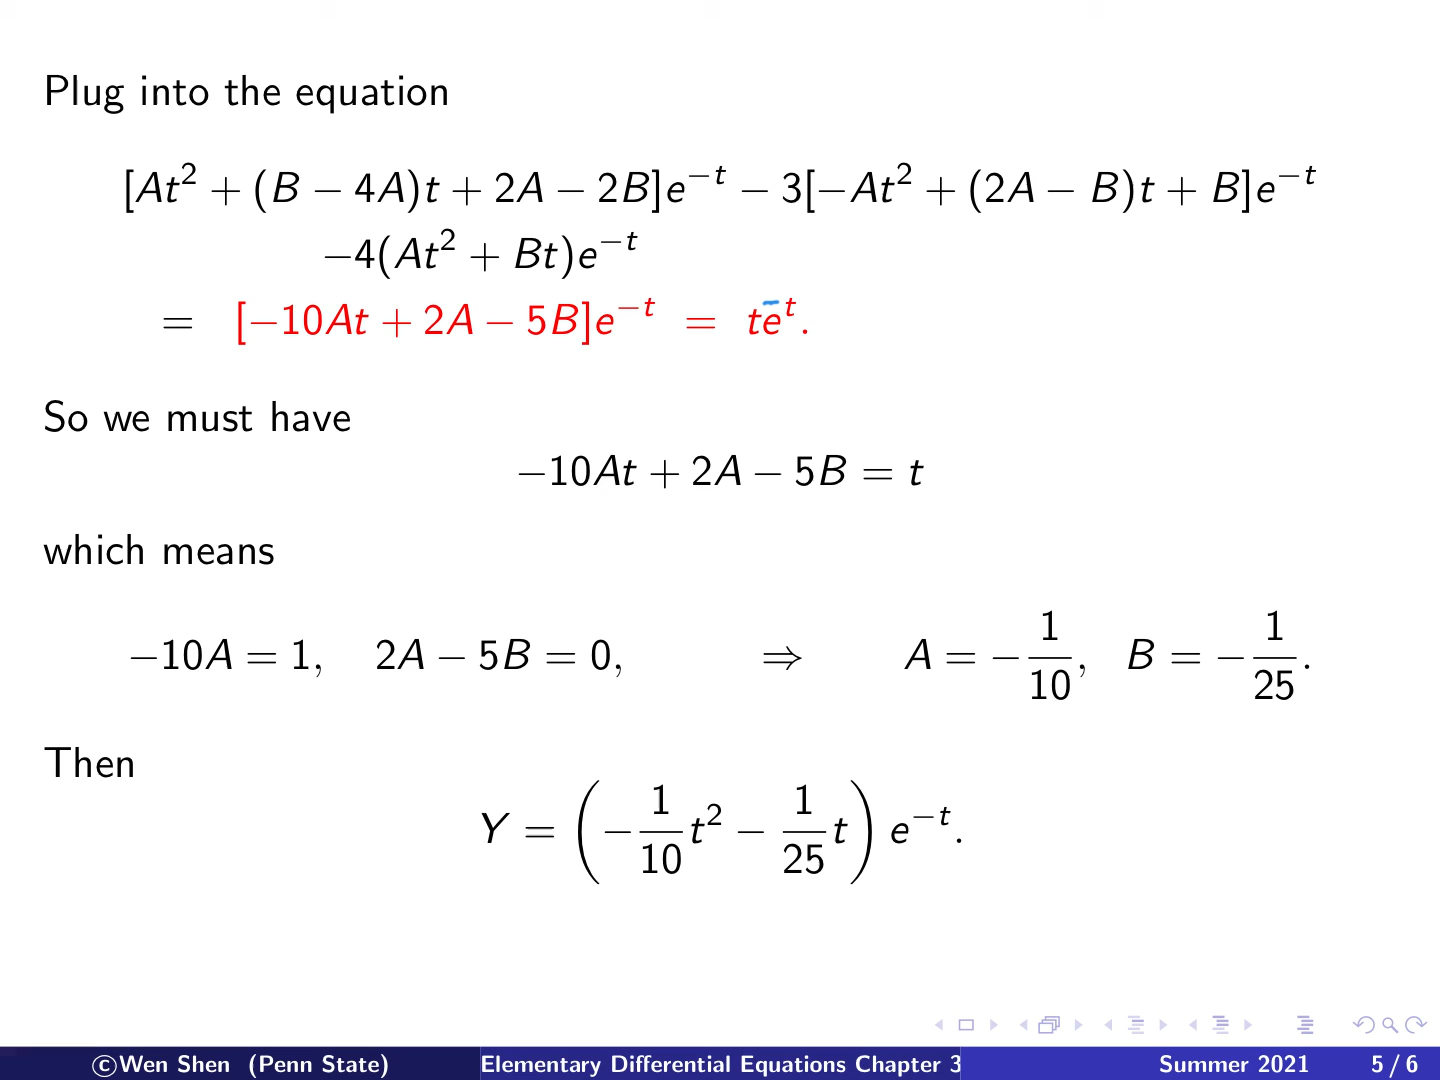 Plug into the equation
[At² + (B − 4A)t + 2A − 2B]e⁻ᵗ − 3[−At² + (2A − B)t + B]e⁻ᵗ
−4(At² + Bt)e⁻ᵗ
= [−10At + 2A − 5B]e⁻ᵗ = te⁻ᵗ.
So we must have
−10At + 2A − 5B = t
which means
−10A = 1, 2A − 5B = 0, ⇒ A = −1/10, B = −1/25.
Then
Y = (−1/10 t² − 1/25 t) e⁻ᵗ.
©Wen Shen (Penn State) Elementary Differential Equations Chapter 3 Summer 2021 5 / 6